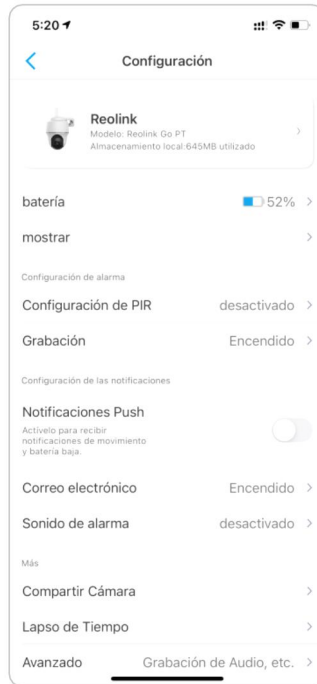 5:20
Configuración
Reolink
Modelo: Reolink Go PT
Almacenamiento local:645MB utilizado
batería 52%
mostrar
Configuración de alarma
Configuración de PIR desactivado
Grabación Encendido
Configuración de las notificaciones
Notificaciones Push
Actívelo para recibir
notificaciones de movimiento
y batería baja.
Correo electrónico Encendido
Sonido de alarma desactivado
Más
Compartir Cámara
Lapso de Tiempo
Avanzado Grabación de Audio, etc.